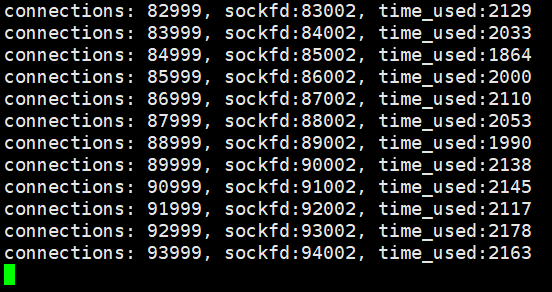 connections: 82999, sockfd:83002, time_used:2129
connections: 83999, sockfd:84002, time_used:2033
connections: 84999, sockfd:85002, time_used:1864
connections: 85999, sockfd:86002, time_used:2000
connections: 86999, sockfd:87002, time_used:2110
connections: 87999, sockfd:88002, time_used:2053
connections: 88999, sockfd:89002, time_used:1990
connections: 89999, sockfd:90002, time_used:2138
connections: 90999, sockfd:91002, time_used:2145
connections: 91999, sockfd:92002, time_used:2117
connections: 92999, sockfd:93002, time_used:2178
connections: 93999, sockfd:94002, time_used:2163